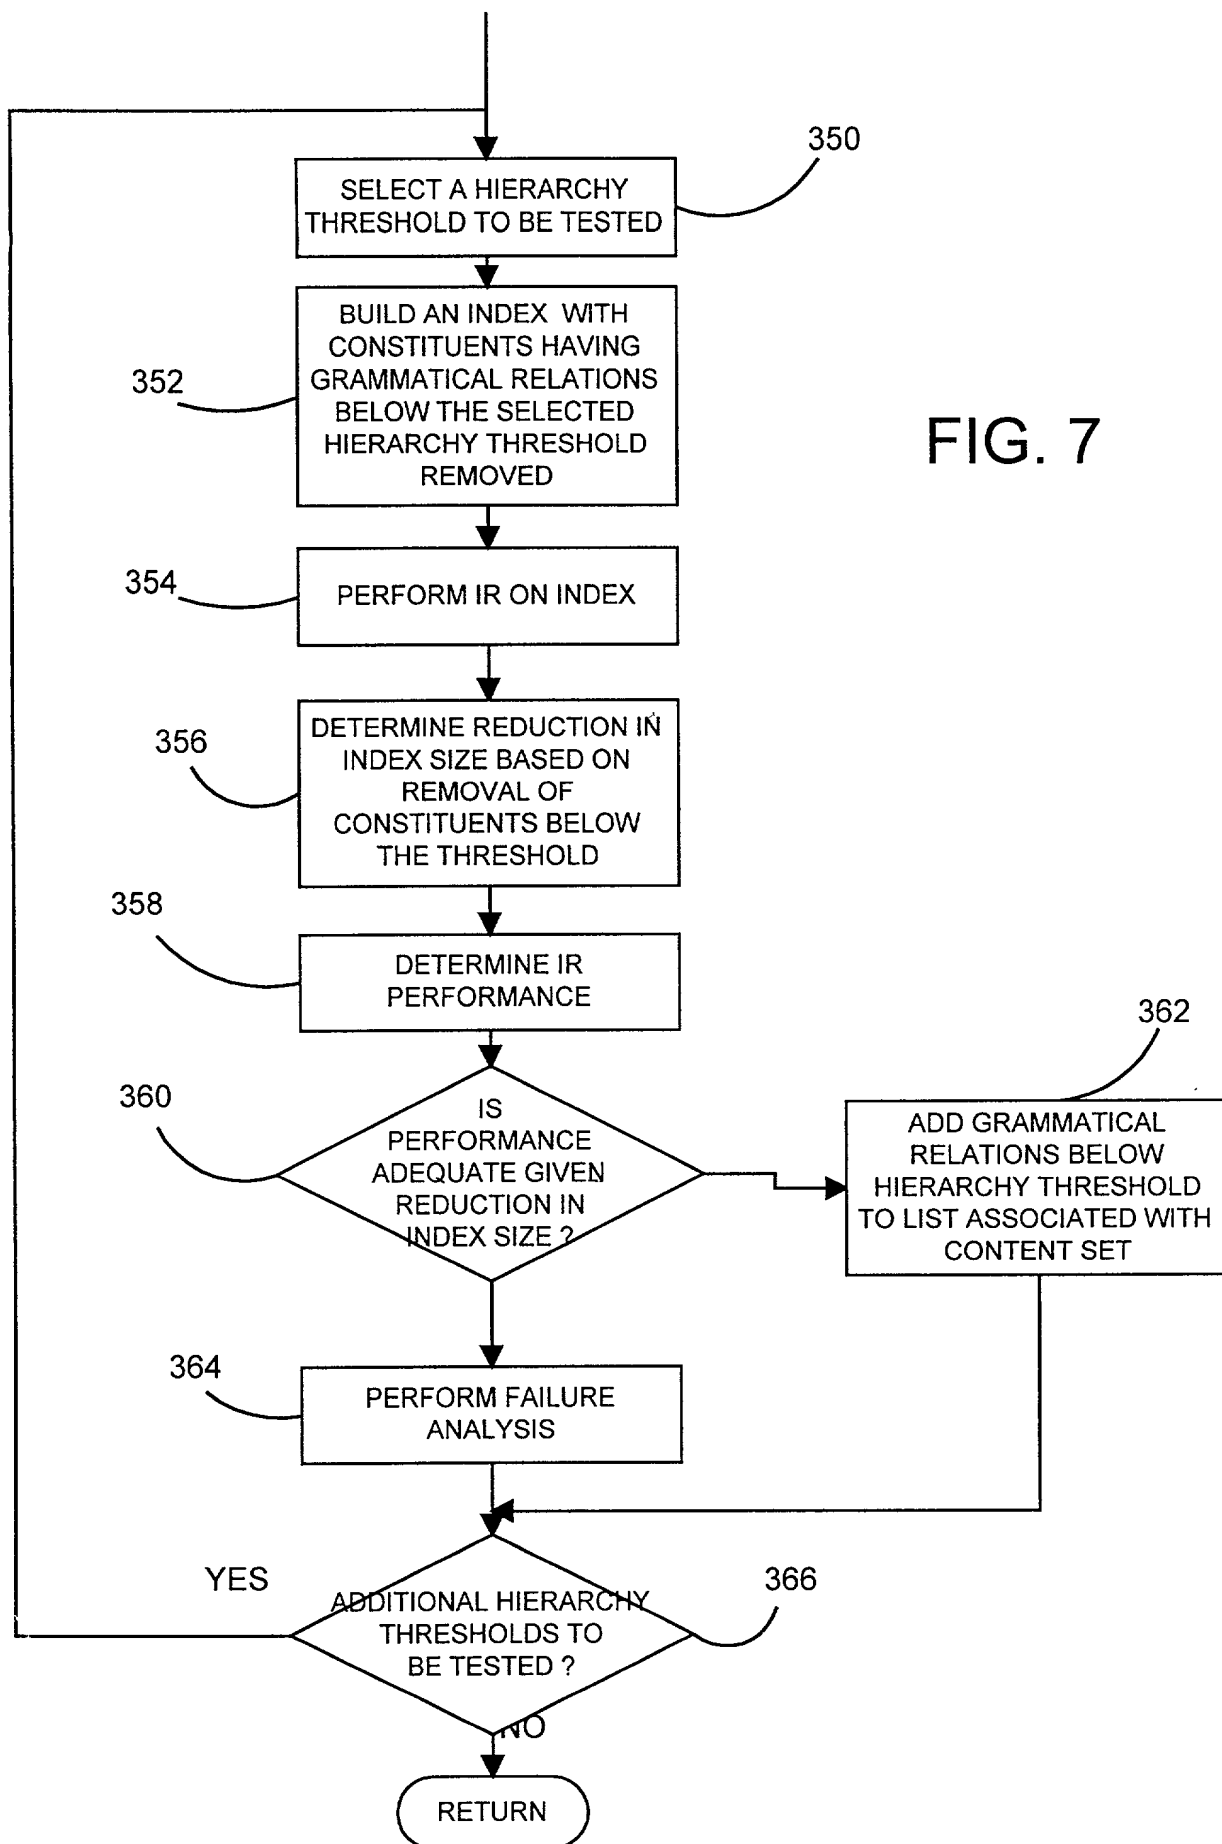 350
SELECT A HIERARCHY
THRESHOLD TO BE TESTED
BUILD AN INDEX WITH
CONSTITUENTS HAVING
GRAMMATICAL RELATIONS
BELOW THE SELECTED
HIERARCHY THRESHOLD
REMOVED
352
FIG. 7
354
PERFORM IR ON INDEX
356
DETERMINE REDUCTION IN
INDEX SIZE BASED ON
REMOVAL OF
CONSTITUENTS BELOW
THE THRESHOLD
358
DETERMINE IR
PERFORMANCE
360
IS
PERFORMANCE
ADEQUATE GIVEN
REDUCTION IN
INDEX SIZE ?
362
ADD GRAMMATICAL
RELATIONS BELOW
HIERARCHY THRESHOLD
TO LIST ASSOCIATED WITH
CONTENT SET
364
PERFORM FAILURE
ANALYSIS
YES
366
ADDITIONAL HIERARCHY
THRESHOLDS TO
BE TESTED ?
NO
RETURN